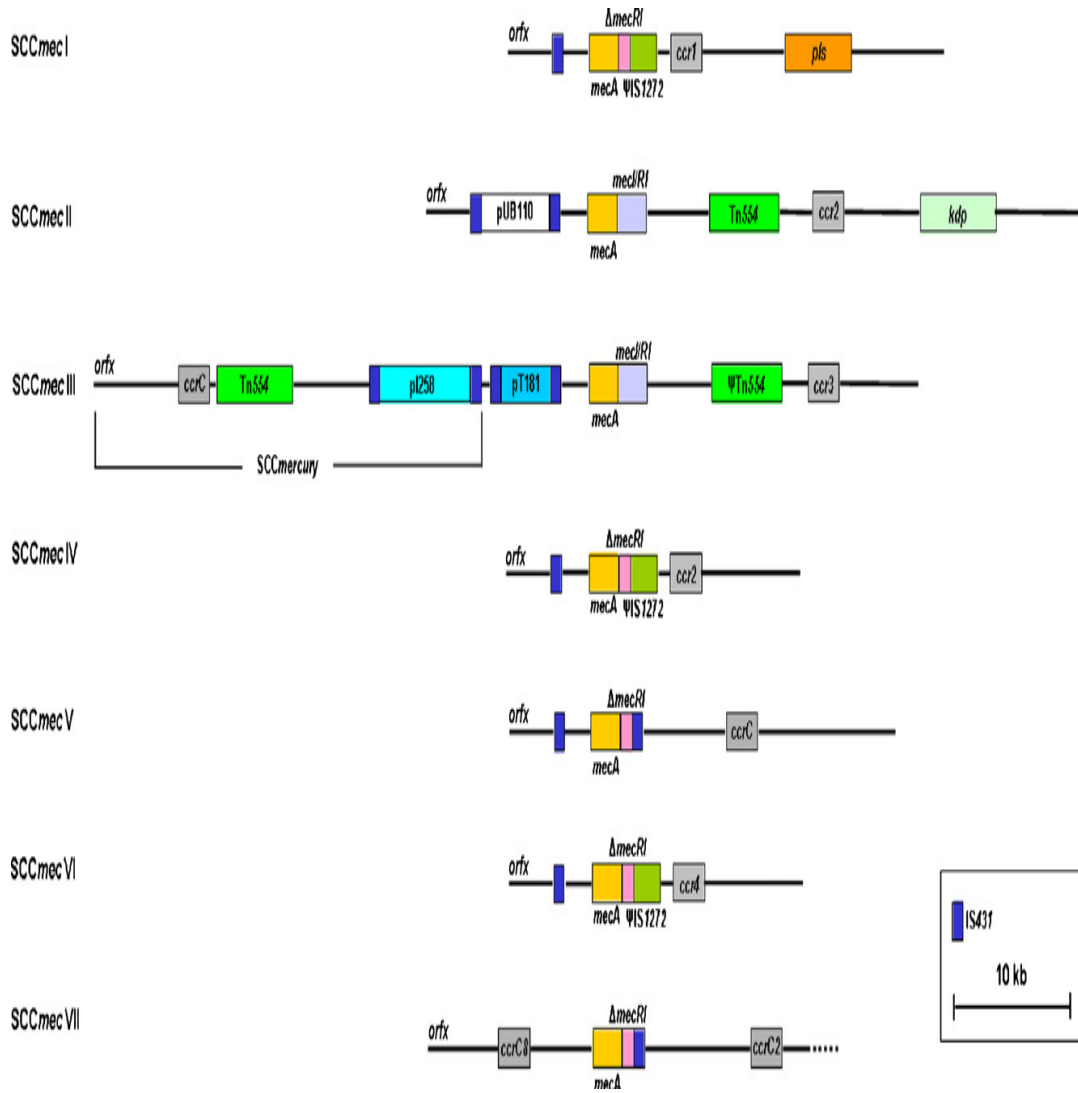 SCCmec I
orfx
ΔmecRI
ccr1
pls
mecA ΨIS1272
SCCmec II
orfx
pUB110
mecI/RI
Tn554
ccr2
kdp
mecA
SCCmec III
orfx
ccrC
Tn554
pI258
pT181
mecI/RI
ΨTn554
ccr3
mecA
SCCmercury
SCCmec IV
orfx
ΔmecRI
ccr2
mecA ΨIS1272
SCCmec V
orfx
ΔmecRI
ccrC
mecA
SCCmec VI
orfx
ΔmecRI
ccr4
mecA ΨIS1272
IS431
10 kb
SCCmec VII
orfx
ccrC8
ΔmecRI
ccrC2
mecA